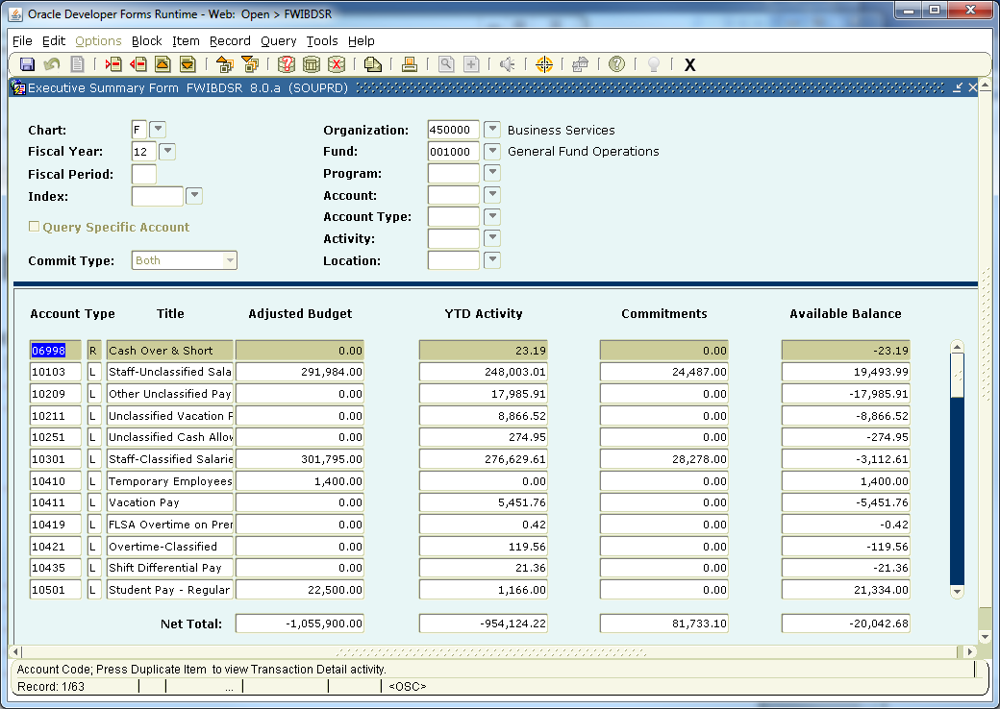 Oracle Developer Forms Runtime - Web: Open > FWIBDSR
File Edit Options Block Item Record Query Tools Help
X
Executive Summary Form FWIBDSR 8.0.a (SOUPRD)
Chart: F Organization: 450000 Business Services
Fiscal Year: 12 Fund: 001000 General Fund Operations
Fiscal Period: Program:
Index: Account:
Account Type:
Query Specific Account
Activity:
Commit Type: Both Location:
Account Type Title Adjusted Budget YTD Activity Commitments Available Balance
06998 R Cash Over & Short 0.00 23.19 0.00 -23.19
10103 L Staff-Unclassified Sala 291,984.00 248,003.01 24,487.00 19,493.99
10209 L Other Unclassified Pay 0.00 17,985.91 0.00 -17,985.91
10211 L Unclassified Vacation P 0.00 8,866.52 0.00 -8,866.52
10251 L Unclassified Cash Allow 0.00 274.95 0.00 -274.95
10301 L Staff-Classified Salarie 301,795.00 276,629.61 28,278.00 -3,112.61
10410 L Temporary Employees 1,400.00 0.00 0.00 1,400.00
10411 L Vacation Pay 0.00 5,451.76 0.00 -5,451.76
10419 L FLSA Overtime on Prer 0.00 0.42 0.00 -0.42
10421 L Overtime-Classified 0.00 119.56 0.00 -119.56
10435 L Shift Differential Pay 0.00 21.36 0.00 -21.36
10501 L Student Pay - Regular 22,500.00 1,166.00 0.00 21,334.00
Net Total: -1,055,900.00 -954,124.22 81,733.10 -20,042.68
Account Code; Press Duplicate Item to view Transaction Detail activity.
Record: 1/63 ... <OSC>